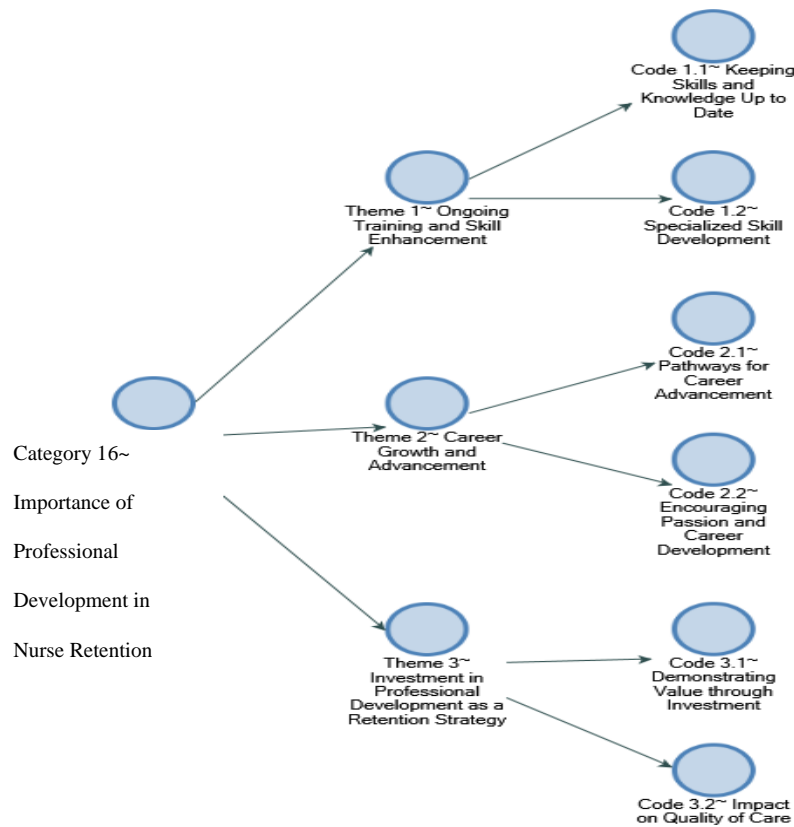 Code 1.1~ Keeping
Skills and
Knowledge Up to
Date
Theme 1~ Ongoing
Training and Skill
Enhancement
Code 1.2~
Specialized Skill
Development
Code 2.1~
Pathways for
Career
Advancement
Category 16~
Importance of
Professional
Development in
Nurse Retention
Theme 2~ Career
Growth and
Advancement
Code 2.2~
Encouraging
Passion and
Career
Development
Theme 3~
Investment in
Professional
Development as a
Retention Strategy
Code 3.1~
Demonstrating
Value through
Investment
Code 3.2~ Impact
on Quality of Care